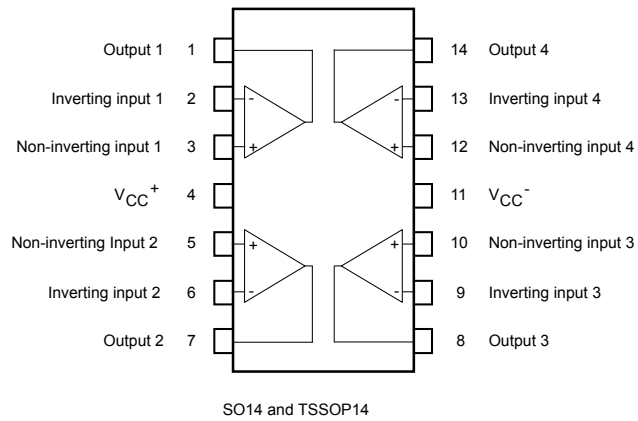 Output 1 1 14 Output 4
Inverting input 1 2 - - 13 Inverting input 4
Non-inverting input 1 3 + + 12 Non-inverting input 4
VCC+ 4 11 VCC-
Non-inverting Input 2 5 + + 10 Non-inverting input 3
Inverting input 2 6 - - 9 Inverting input 3
Output 2 7 8 Output 3
SO14 and TSSOP14